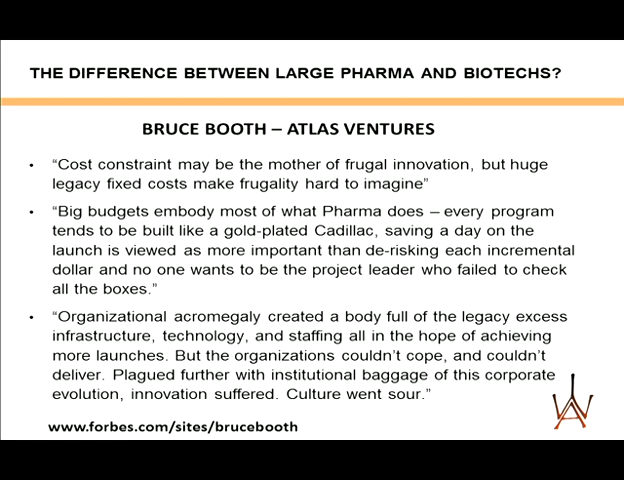 THE DIFFERENCE BETWEEN LARGE PHARMA AND BIOTECHS?
BRUCE BOOTH – ATLAS VENTURES
• “Cost constraint may be the mother of frugal innovation, but huge
legacy fixed costs make frugality hard to imagine”
• “Big budgets embody most of what Pharma does – every program
tends to be built like a gold-plated Cadillac, saving a day on the
launch is viewed as more important than de-risking each incremental
dollar and no one wants to be the project leader who failed to check
all the boxes.”
• “Organizational acromegaly created a body full of the legacy excess
infrastructure, technology, and staffing all in the hope of achieving
more launches. But the organizations couldn’t cope, and couldn’t
deliver. Plagued further with institutional baggage of this corporate
evolution, innovation suffered. Culture went sour.”
www.forbes.com/sites/brucebooth